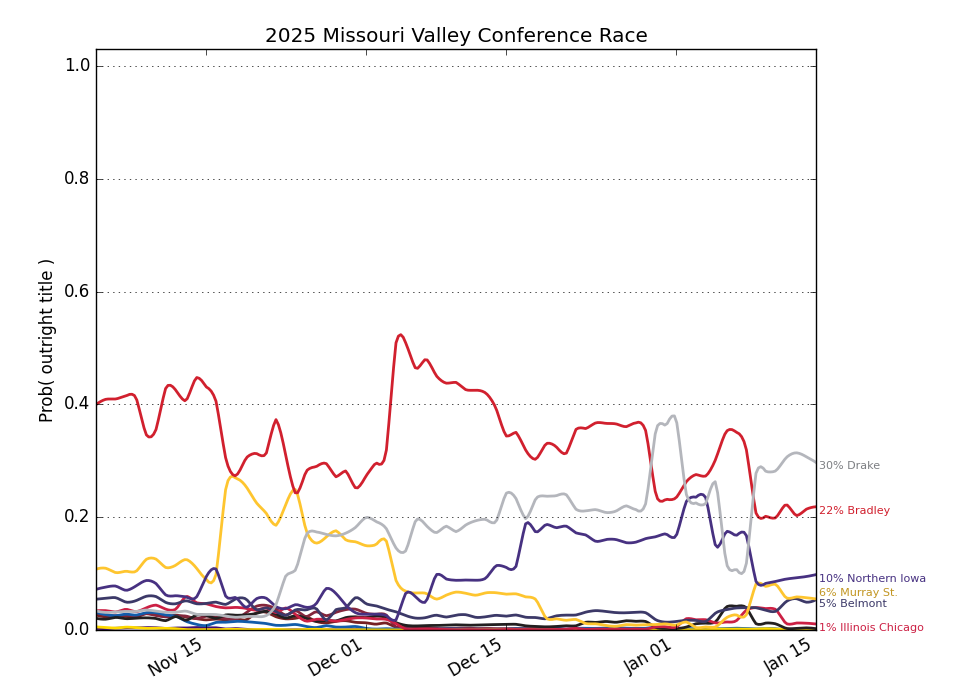 2025 Missouri Valley Conference Race
1.0
0.8
0.6
0.4
0.2
0.0
Prob( outright title )
30% Drake
22% Bradley
10% Northern Iowa
6% Murray St.
5% Belmont
1% Illinois Chicago
Nov 15
Dec 01
Dec 15
Jan 01
Jan 15